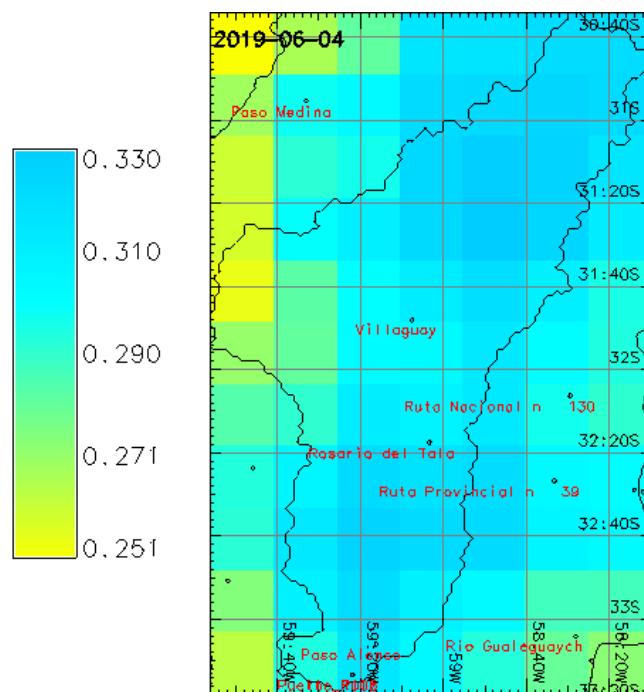 2019-06-04
30:40S
Paso Medina
31S
0.330
31:20S
0.310
31:40S
Villaguay
0.290
32S
Ruta Nacional n 130
32:20S
Rosario del Tala
0.271
Ruta Provincial n 39
32:40S
0.251
33S
59:40W
59:20W
59W
58:40W
58:20W
Rio Gualeguaych
Paso Alonso
Puerto